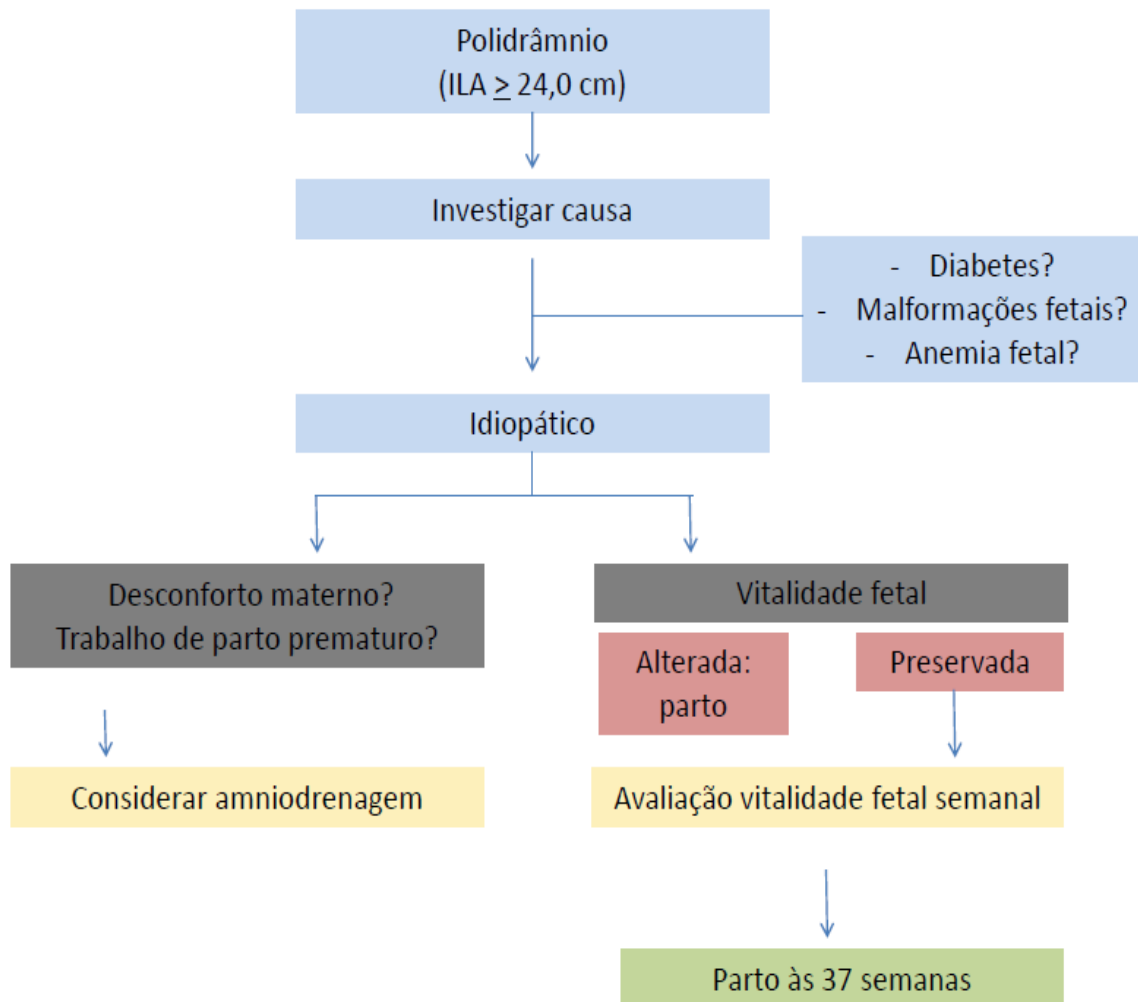 Polidrâmnio
(ILA ≥ 24,0 cm)
Investigar causa
- Diabetes?
- Malformações fetais?
- Anemia fetal?
Idiopático
Desconforto materno?
Trabalho de parto prematuro?
Considerar amniodrenagem
Vitalidade fetal
Alterada:
parto
Preservada
Avaliação vitalidade fetal semanal
Parto às 37 semanas